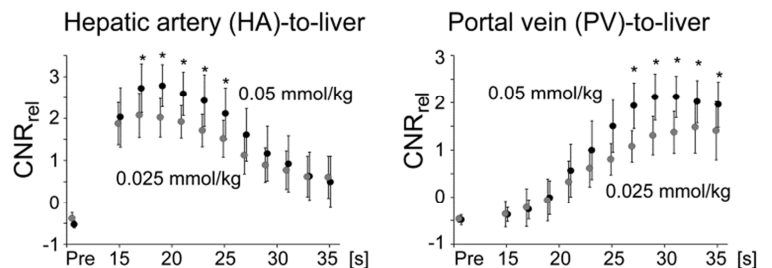 Hepatic artery (HA)-to-liver
CNRrel
3
2
1
0
-1
* * * * *
0.05 mmol/kg
0.025 mmol/kg
Pre 15 20 25 30 35 [s]
Portal vein (PV)-to-liver
CNRrel
3
2
1
0
-1
* * * * *
0.05 mmol/kg
0.025 mmol/kg
Pre 15 20 25 30 35 [s]